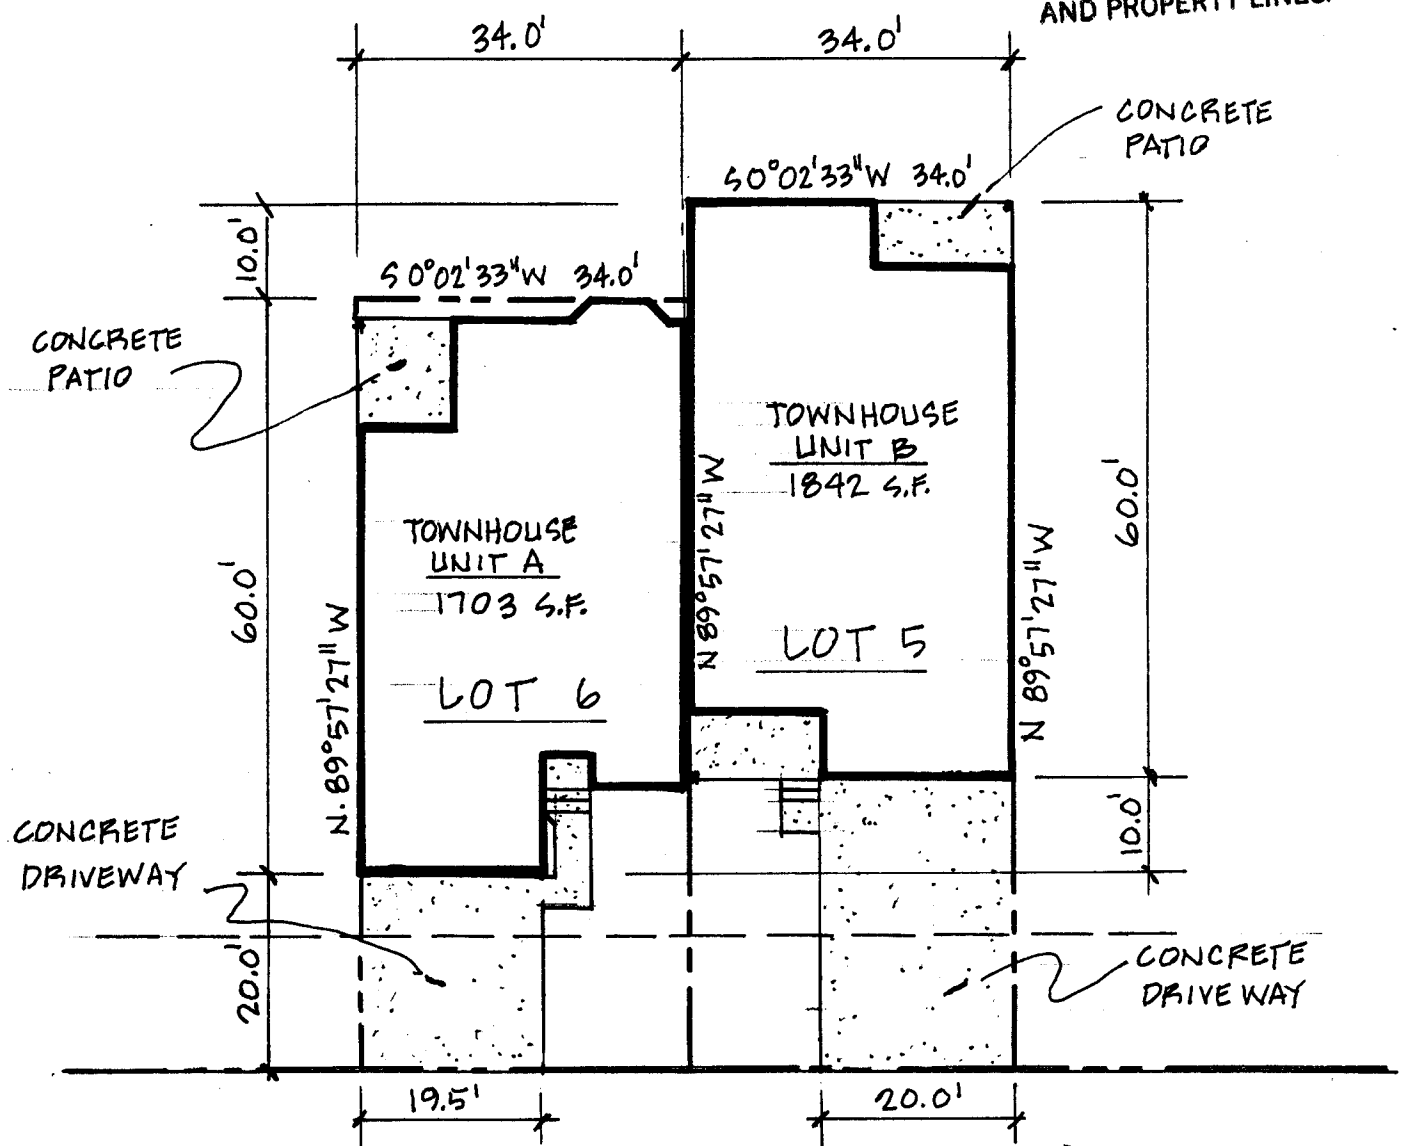 AND PROPERTY LINES.
34.0'
34.0'
CONCRETE
PATIO
S 0°02'33"W 34.0'
10.0'
S 0°02'33"W 34.0'
CONCRETE
PATIO
TOWNHOUSE
UNIT B
1842 S.F.
N 89°57'27" W
60.0'
TOWNHOUSE
UNIT A
1703 S.F.
60.0'
N. 89°57'27" W
N 89°57'27" W
LOT 5
LOT 6
CONCRETE
DRIVEWAY
10.0'
20.0'
CONCRETE
DRIVE WAY
19.5'
20.0'